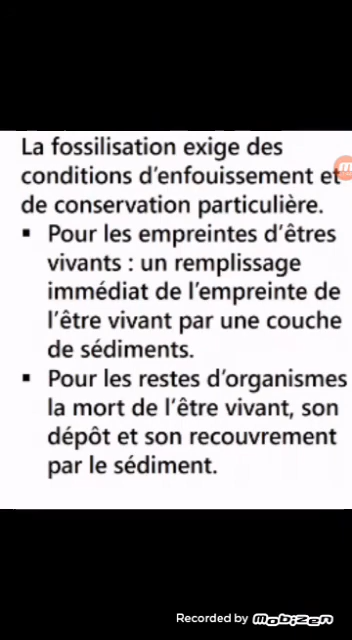 La fossilisation exige des
conditions d'enfouissement et
de conservation particulière.
▪ Pour les empreintes d'êtres
vivants : un remplissage
immédiat de l'empreinte de
l'être vivant par une couche
de sédiments.
▪ Pour les restes d'organismes
la mort de l'être vivant, son
dépôt et son recouvrement
par le sédiment.
Recorded by mobizen